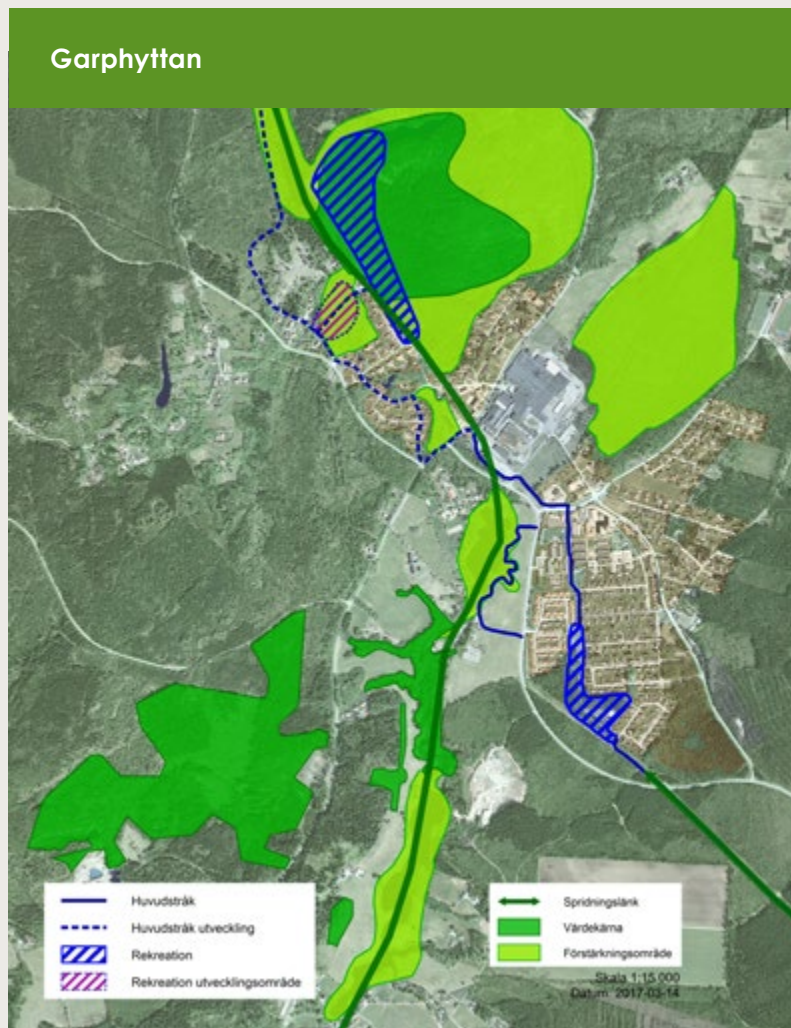 Garphyttan
Huvudstråk
Huvudstråk utveckling
Rekreation
Rekreation utvecklingsområde
Spridningslänk
Värdekärna
Förstärkningsområde
Skala 1:15 000
Datum: 2017-03-14